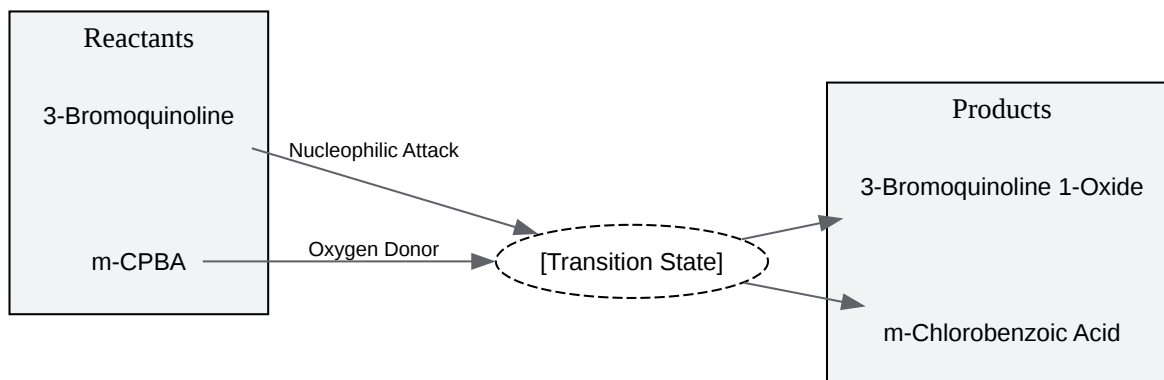 Reactants
3-Bromoquinoline
m-CPBA
Nucleophilic Attack
Oxygen Donor
[Transition State]
Products
3-Bromoquinoline 1-Oxide
m-Chlorobenzoic Acid